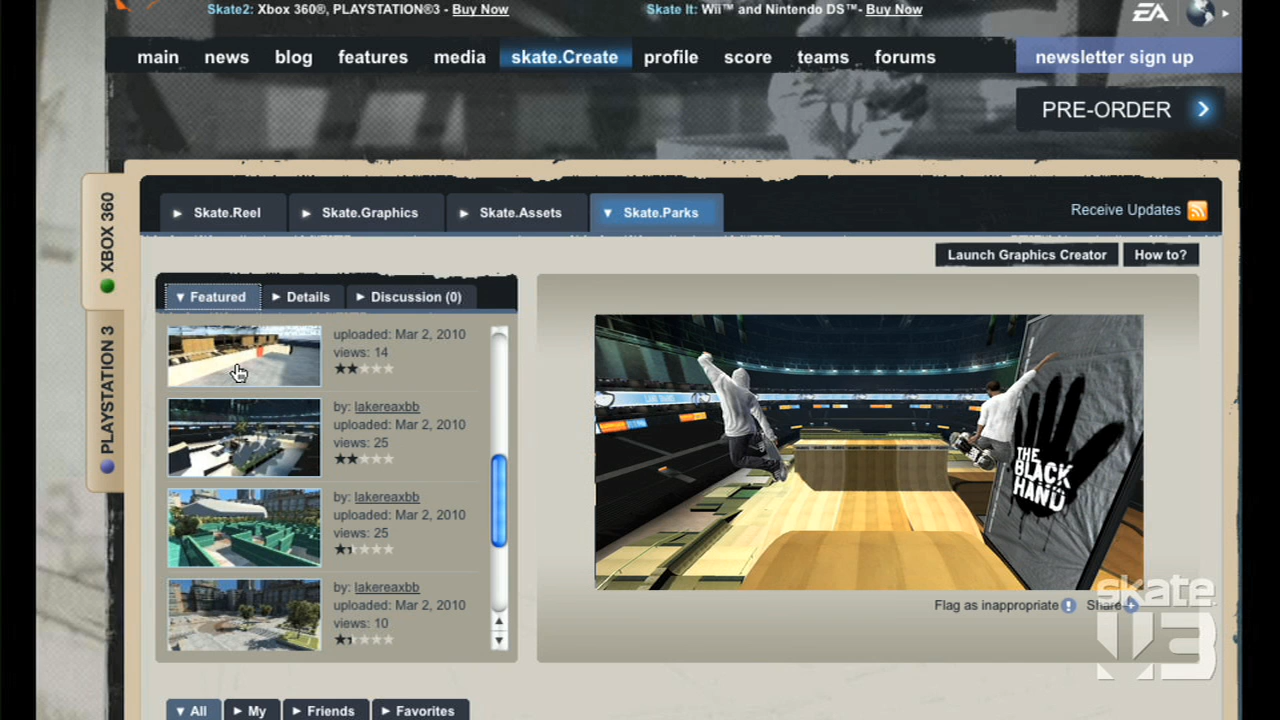 Skate2: Xbox 360®, PLAYSTATION®3 - Buy Now
Skate It: Wii™ and Nintendo DS™- Buy Now
EA
main news blog features media skate.Create profile score teams forums newsletter sign up
PRE-ORDER
XBOX 360
PLAYSTATION 3
Skate.Reel Skate.Graphics Skate.Assets Skate.Parks Receive Updates
Launch Graphics Creator How to?
Featured Details Discussion (0)
uploaded: Mar 2, 2010
views: 14
by: lakereaxbb
uploaded: Mar 2, 2010
views: 25
by: lakereaxbb
uploaded: Mar 2, 2010
views: 25
by: lakereaxbb
uploaded: Mar 2, 2010
views: 10
THE
BLACK
HAND
Flag as inappropriate Share
skate
3
All My Friends Favorites